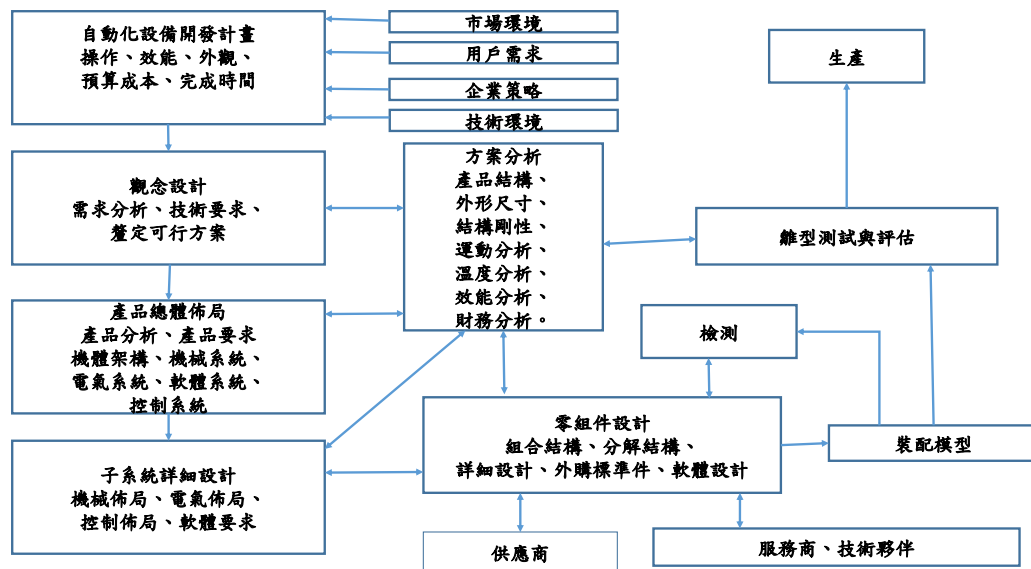 自動化設備開發計畫
操作、效能、外觀、
預算成本、完成時間
市場環境
用戶需求
企業策略
技術環境
生產
觀念設計
需求分析、技術要求、
釐定可行方案
方案分析
產品結構、
外形尺寸、
結構剛性、
運動分析、
溫度分析、
效能分析、
財務分析。
雛型測試與評估
產品總體佈局
產品分析、產品要求
機體架構、機械系統、
電氣系統、軟體系統、
控制系統
檢測
零組件設計
組合結構、分解結構、
詳細設計、外購標準件、軟體設計
裝配模型
子系統詳細設計
機械佈局、電氣佈局、
控制佈局、軟體要求
供應商
服務商、技術夥伴